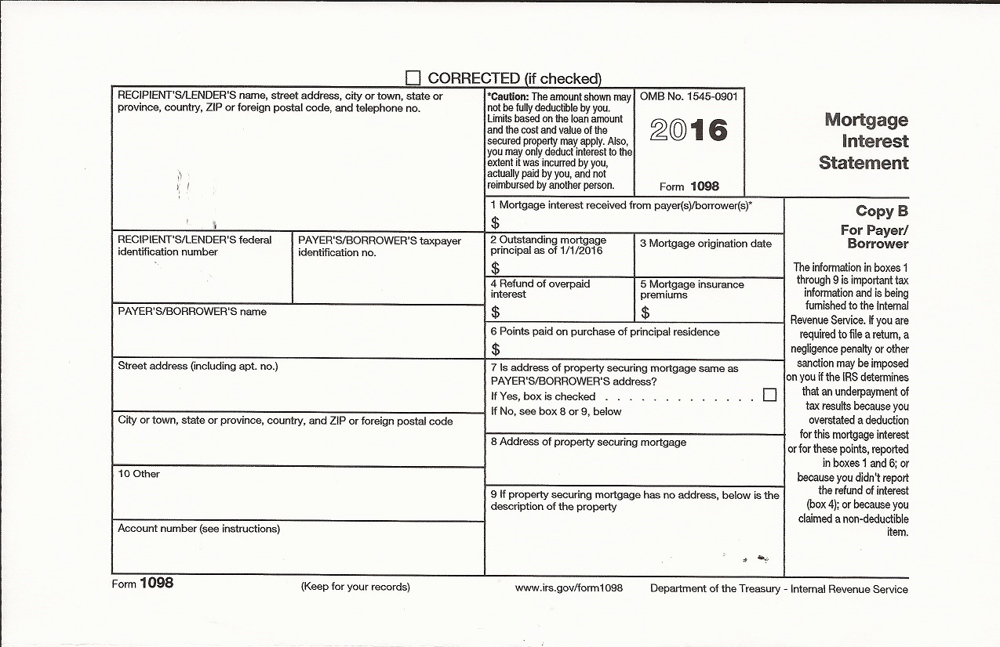 CORRECTED (if checked)
RECIPIENT'S/LENDER'S name, street address, city or town, state or
province, country, ZIP or foreign postal code, and telephone no.
*Caution: The amount shown may
not be fully deductible by you.
Limits based on the loan amount
and the cost and value of the
secured property may apply. Also,
you may only deduct interest to the
extent it was incurred by you,
actually paid by you, and not
reimbursed by another person.
OMB No. 1545-0901
2016
Form 1098
Mortgage
Interest
Statement
1 Mortgage interest received from payer(s)/borrower(s)*
$
Copy B
For Payer/
Borrower
The information in boxes 1
through 9 is important tax
information and is being
furnished to the Internal
Revenue Service. If you are
required to file a return, a
negligence penalty or other
sanction may be imposed
on you if the IRS determines
that an underpayment of
tax results because you
overstated a deduction
for this mortgage interest
or for these points, reported
in boxes 1 and 6; or
because you didn't report
the refund of interest
(box 4); or because you
claimed a non-deductible
item.
RECIPIENT'S/LENDER'S federal
identification number
PAYER'S/BORROWER'S taxpayer
identification no.
2 Outstanding mortgage
principal as of 1/1/2016
$
3 Mortgage origination date
4 Refund of overpaid
interest
$
5 Mortgage insurance
premiums
$
PAYER'S/BORROWER'S name
6 Points paid on purchase of principal residence
$
Street address (including apt. no.)
7 Is address of property securing mortgage same as
PAYER'S/BORROWER'S address?
If Yes, box is checked . . . . . . . . . . . . .
If No, see box 8 or 9, below
City or town, state or province, country, and ZIP or foreign postal code
8 Address of property securing mortgage
10 Other
9 If property securing mortgage has no address, below is the
description of the property
Account number (see instructions)
Form 1098
(Keep for your records)
www.irs.gov/form1098
Department of the Treasury - Internal Revenue Service